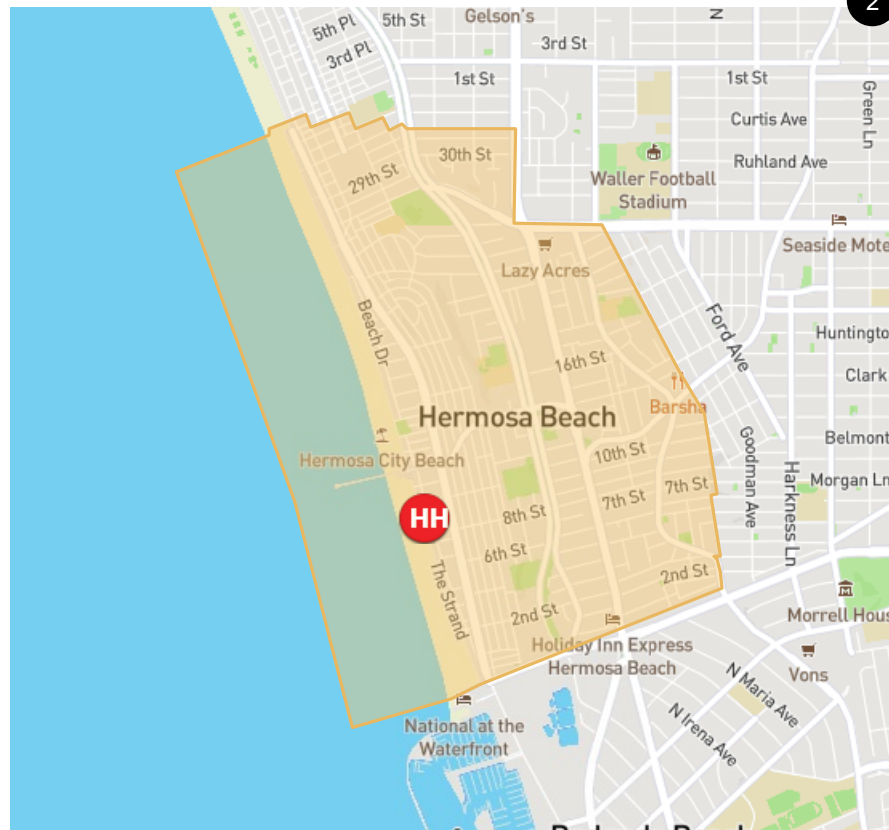 2
5th St
Gelson's
N
5th Pl
3rd Pl
3rd St
1st St
1st St
Green Ln
Curtis Ave
30th St
Ruhland Ave
29th St
Waller Football
Stadium
Seaside Mote
Lazy Acres
Beach Dr
Ford Ave
Huntingto
16th St
Clark
Barsha
Hermosa Beach
Goodman Ave
Belmont
10th St
Hermosa City Beach
Harkness Ln
Morgan Ln
7th St
7th St
HH
8th St
6th St
The Strand
2nd St
2nd St
Morrell Hous
Holiday Inn Express
Hermosa Beach
Vons
N Maria Ave
National at the
Waterfront
N Irena Ave